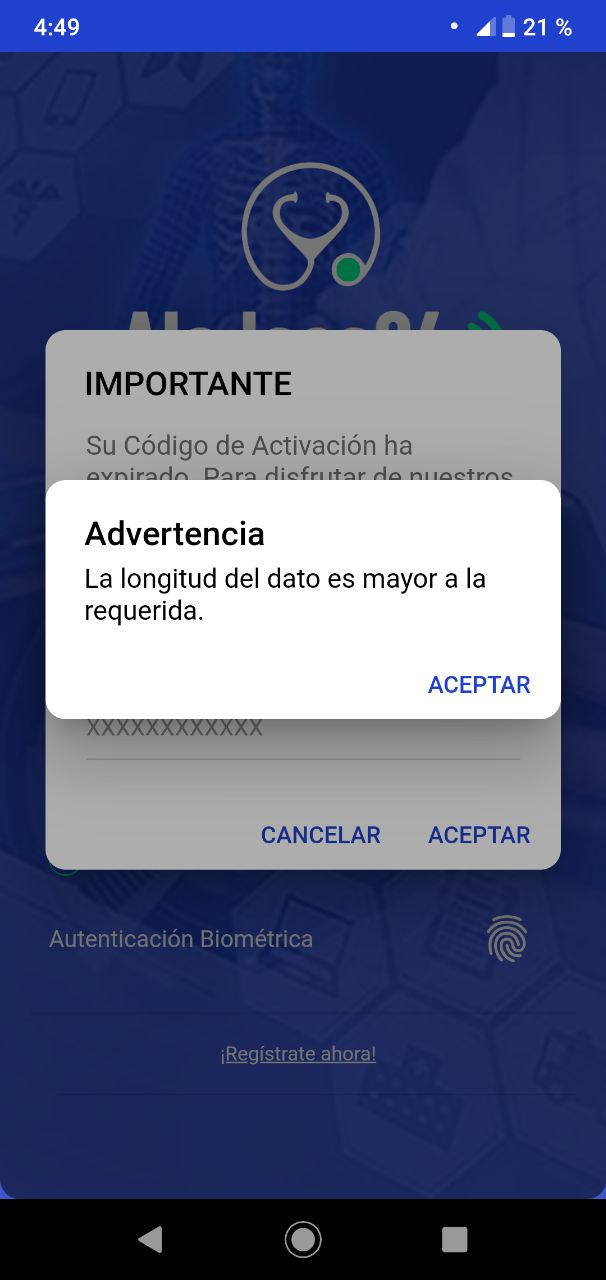 4:49
21 %
IMPORTANTE
Su Código de Activación ha
expirado. Para disfrutar de nuestros
Advertencia
La longitud del dato es mayor a la
requerida.
ACEPTAR
XXXXXXXXXXXX
CANCELAR
ACEPTAR
Autenticación Biométrica
¡Regístrate ahora!